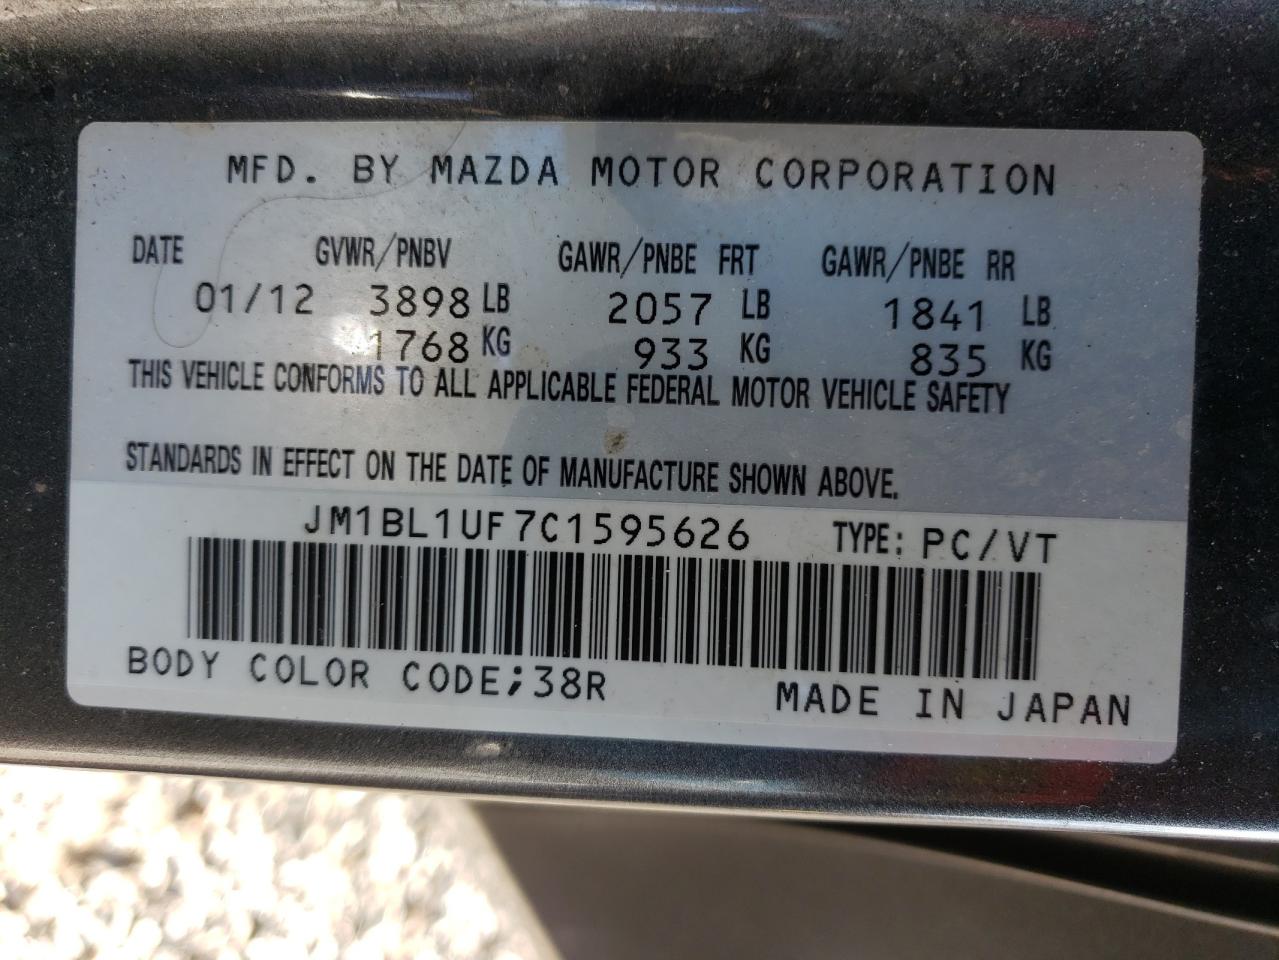 MFD. BY MAZDA MOTOR CORPORATION
DATE GVWR/PNBV GAWR/PNBE FRT GAWR/PNBE RR
01/12 3898 LB 2057 LB 1841 LB
1768 KG 933 KG 835 KG
THIS VEHICLE CONFORMS TO ALL APPLICABLE FEDERAL MOTOR VEHICLE SAFETY
STANDARDS IN EFFECT ON THE DATE OF MANUFACTURE SHOWN ABOVE.
JM1BL1UF7C1595626 TYPE: PC/VT
BODY COLOR CODE;38R MADE IN JAPAN